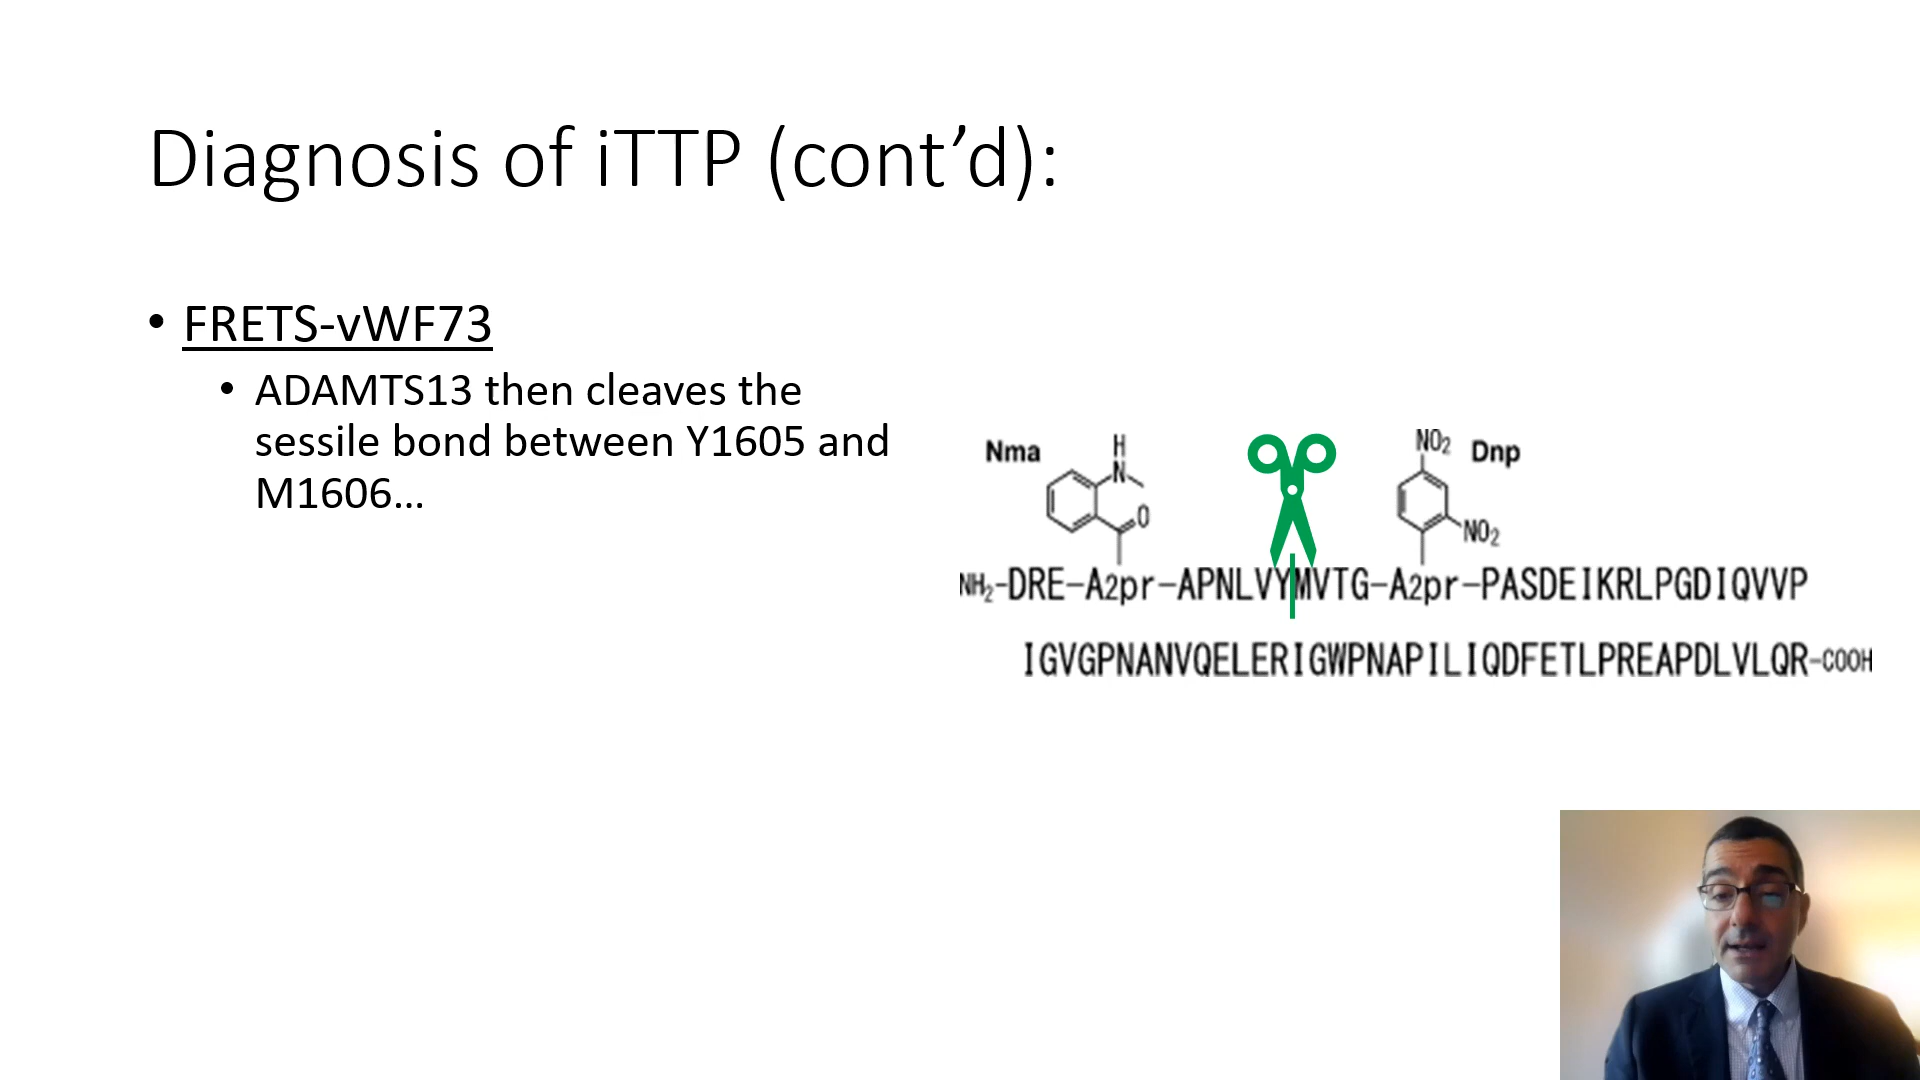 Diagnosis of iTTP (cont’d):
• FRETS-vWF73
• ADAMTS13 then cleaves the
sessile bond between Y1605 and
M1606…
Nma
H
N
O
NO2
Dnp
NO2
NH2-DRE-A2pr-APNLVYMVTG-A2pr-PASDEIKRLPGDIQVVP
IGVGPNANVQELERIGWPNAPILIQDFETLPREAPDLVLQR-COOH